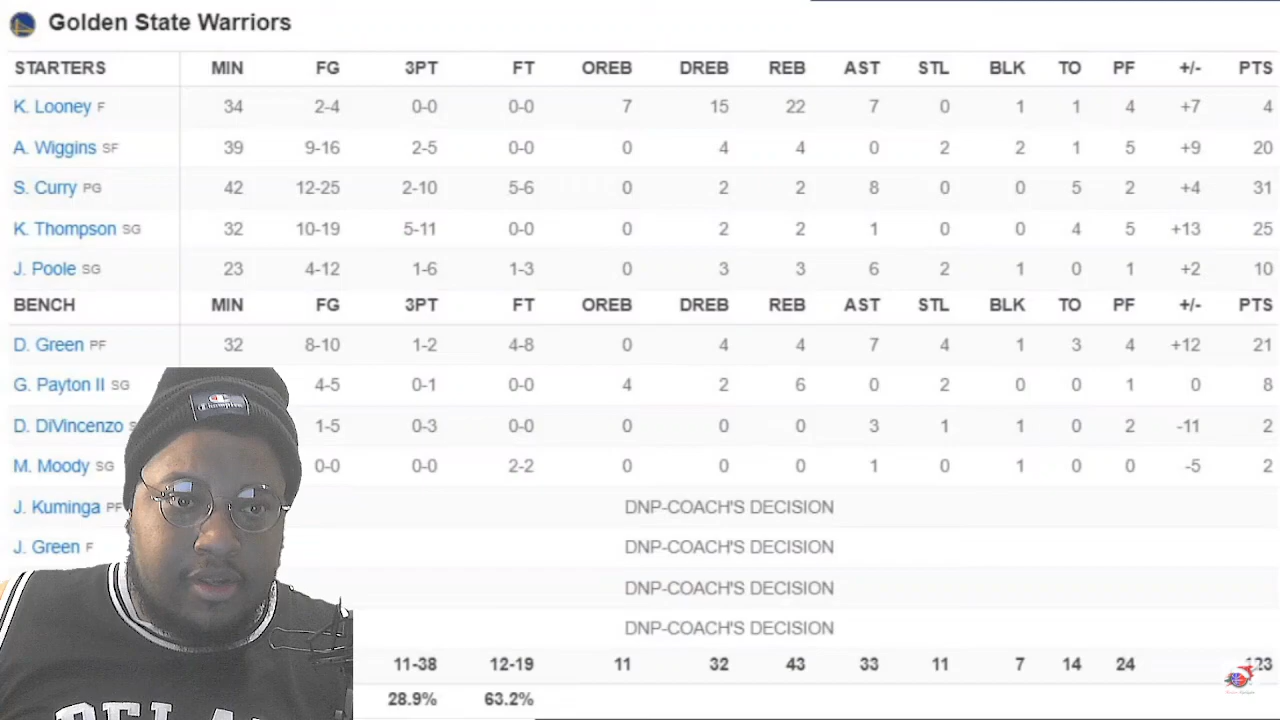 Golden State Warriors
STARTERS MIN FG 3PT FT OREB DREB REB AST STL BLK TO PF +/- PTS
K. Looney F 34 2-4 0-0 0-0 7 15 22 7 0 1 1 4 +7 4
A. Wiggins SF 39 9-16 2-5 0-0 0 4 4 0 2 2 1 5 +9 20
S. Curry PG 42 12-25 2-10 5-6 0 2 2 8 0 0 5 2 +4 31
K. Thompson SG 32 10-19 5-11 0-0 0 2 2 1 0 0 4 5 +13 25
J. Poole SG 23 4-12 1-6 1-3 0 3 3 6 2 1 0 1 +2 10
BENCH MIN FG 3PT FT OREB DREB REB AST STL BLK TO PF +/- PTS
D. Green PF 32 8-10 1-2 4-8 0 4 4 7 4 1 3 4 +12 21
G. Payton II SG 4-5 0-1 0-0 4 2 6 0 2 0 0 1 0 8
D. DiVincenzo 1-5 0-3 0-0 0 0 0 3 1 1 0 2 -11 2
M. Moody SG 0-0 0-0 2-2 0 0 0 1 0 1 0 0 -5 2
J. Kuminga PF DNP-COACH'S DECISION
J. Green F DNP-COACH'S DECISION
DNP-COACH'S DECISION
DNP-COACH'S DECISION
11-38 12-19 11 32 43 33 11 7 14 24 123
28.9% 63.2%
Champion